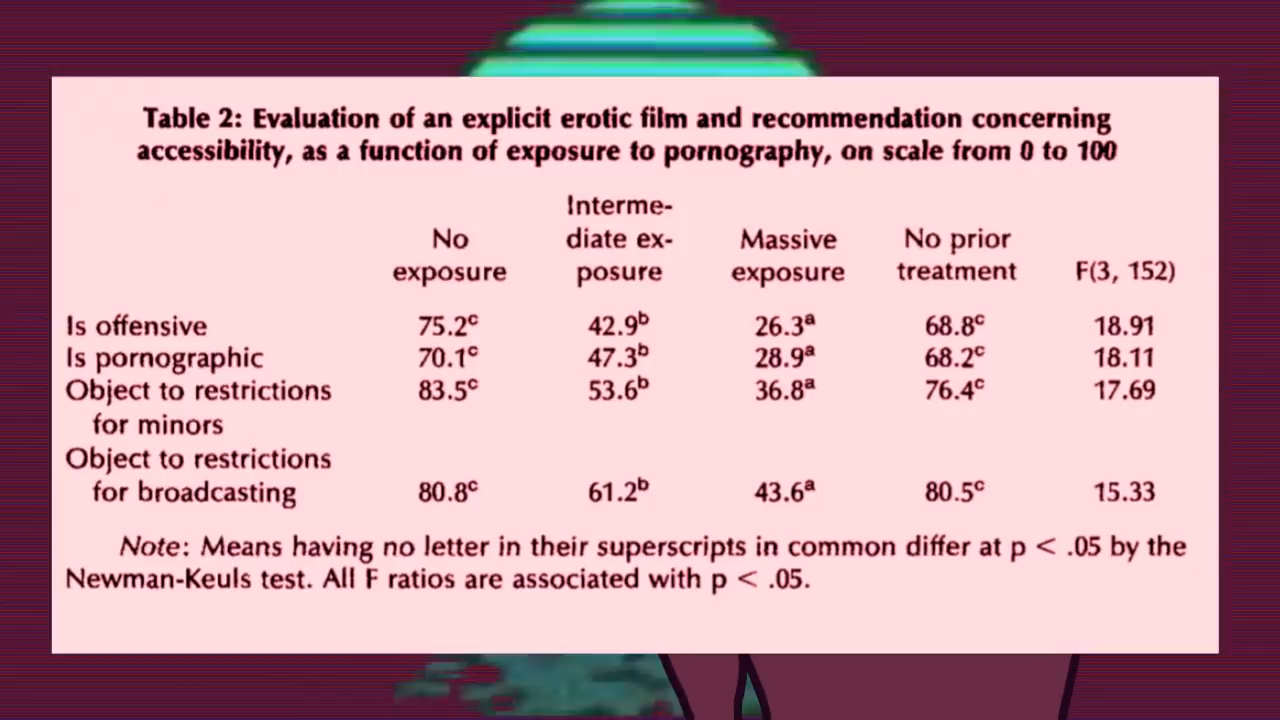 Table 2: Evaluation of an explicit erotic film and recommendation concerning
accessibility, as a function of exposure to pornography, on scale from 0 to 100
Interme-
No diate ex- Massive No prior
exposure posure exposure treatment F(3, 152)
Is offensive 75.2ᶜ 42.9ᵇ 26.3ᵃ 68.8ᶜ 18.91
Is pornographic 70.1ᶜ 47.3ᵇ 28.9ᵃ 68.2ᶜ 18.11
Object to restrictions 83.5ᶜ 53.6ᵇ 36.8ᵃ 76.4ᶜ 17.69
for minors
Object to restrictions
for broadcasting 80.8ᶜ 61.2ᵇ 43.6ᵃ 80.5ᶜ 15.33
Note: Means having no letter in their superscripts in common differ at p < .05 by the
Newman-Keuls test. All F ratios are associated with p < .05.